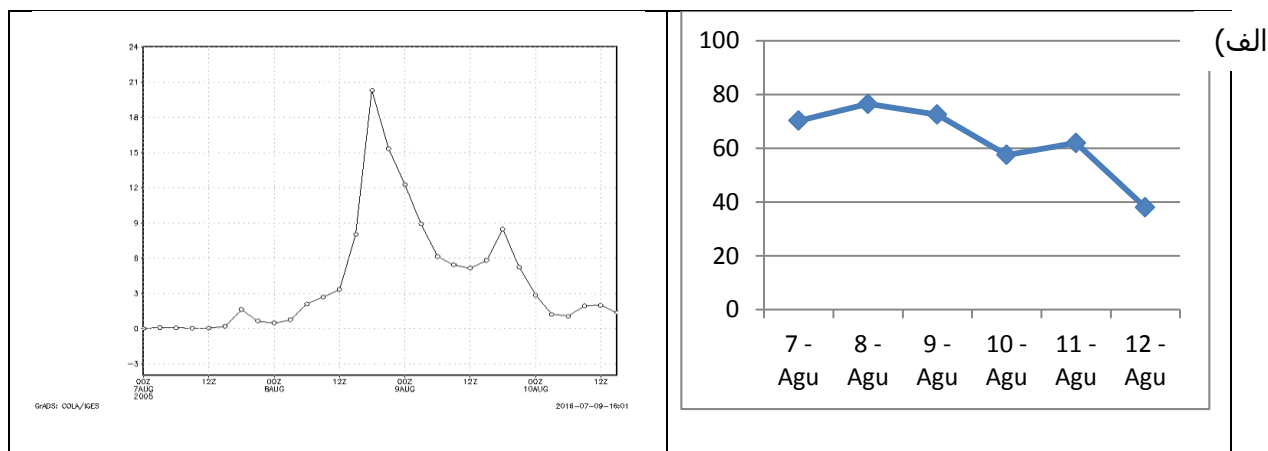 الف)
24
21
18
15
12
9
6
3
0
-3
00Z 12Z 00Z 12Z 00Z 12Z 00Z 12Z
7AUG 8AUG 9AUG 10AUG
2005
GrADS: COLA/IGES 2016-07-09-16:01
100
80
60
40
20
0
7 - 8 - 9 - 10 - 11 - 12 -
Agu Agu Agu Agu Agu Agu